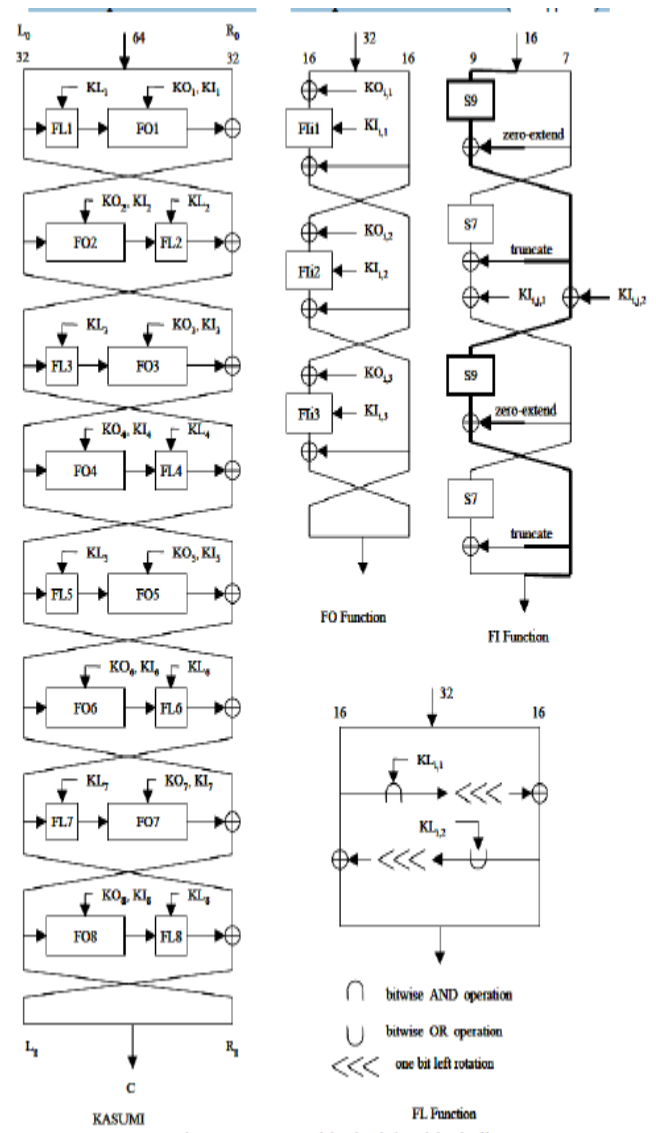 L₀ 64 R₀
32 32
KL₁ KO₁, KI₁
FL1 FO1
KO₂, KI₂ KL₂
FO2 FL2
KL₃ KO₃, KI₃
FL3 FO3
KO₄, KI₄ KL₄
FO4 FL4
KL₅ KO₅, KI₅
FL5 FO5
KO₆, KI₆ KL₆
FO6 FL6
KL₇ KO₇, KI₇
FL7 FO7
KO₈, KI₈ KL₈
FO8 FL8
L₈ R₈
C
KASUMI
32
16 16
KOᵢ,₁
FIi1 KIᵢ,₁
KOᵢ,₂
FIi2 KIᵢ,₂
KOᵢ,₃
FIi3 KIᵢ,₃
FO Function
16
9 7
S9
zero-extend
S7
truncate
KIᵢ,ⱼ,₁ KIᵢ,ⱼ,₂
S9
zero-extend
S7
truncate
FI Function
32
16 16
KLᵢ,₁
KLᵢ,₂
bitwise AND operation
bitwise OR operation
one bit left rotation
FL Function